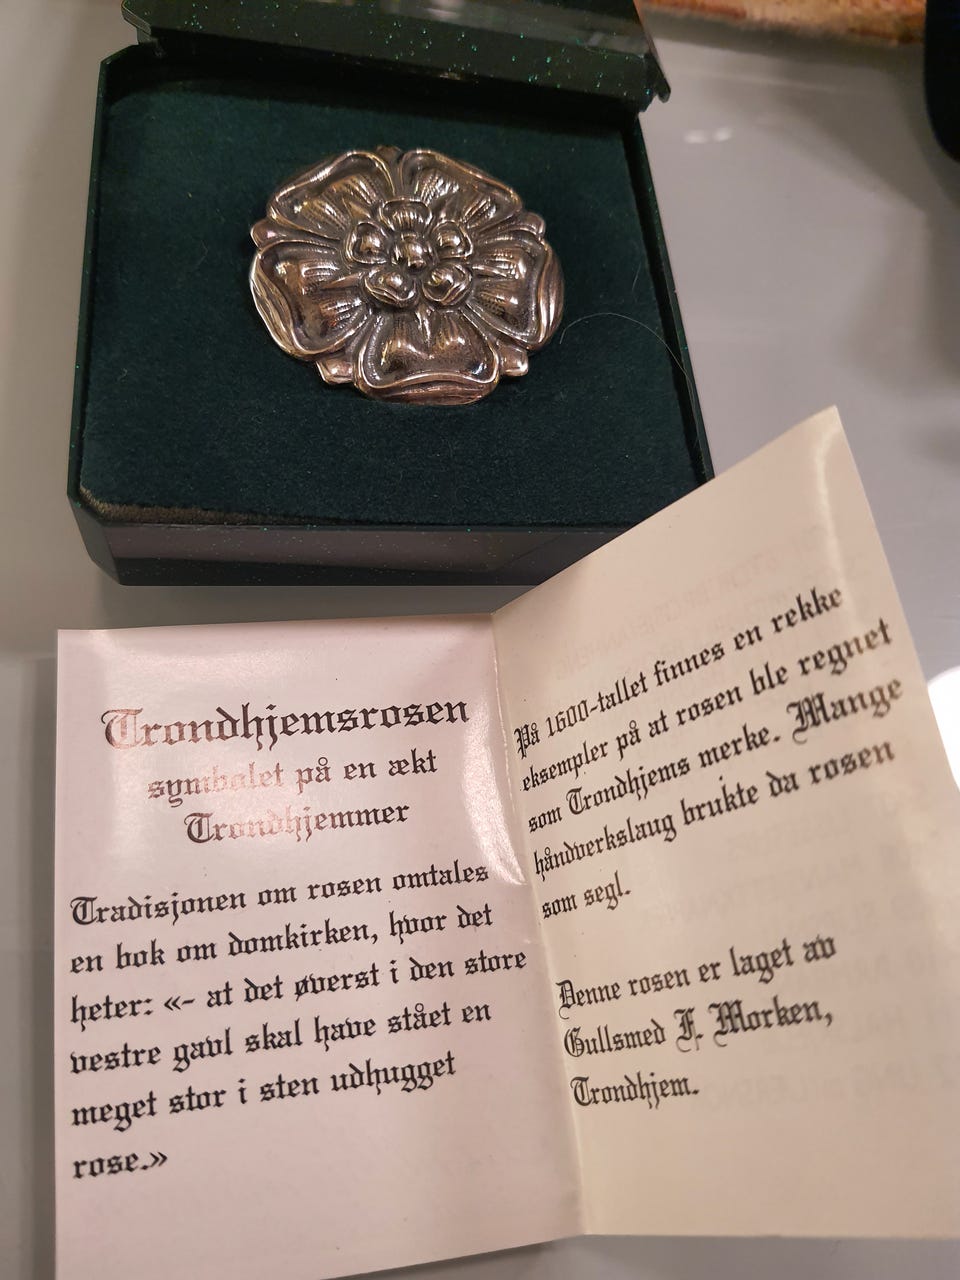 Trondhjemsrosen
symbolet på en ækt
Trondhjemmer
Tradisjonen om rosen omtales
en bok om domkirken, hvor det
heter: «- at det øverst i den store
vestre gavl skal have stået en
meget stor i sten udhugget
rose.»
På 1600-tallet finnes en rekke
eksempler på at rosen ble regnet
som Trondhjems merke. Mange
håndverkslaug brukte da rosen
som segl.
Denne rosen er laget av
Gullsmed F. Morken,
Trondhjem.